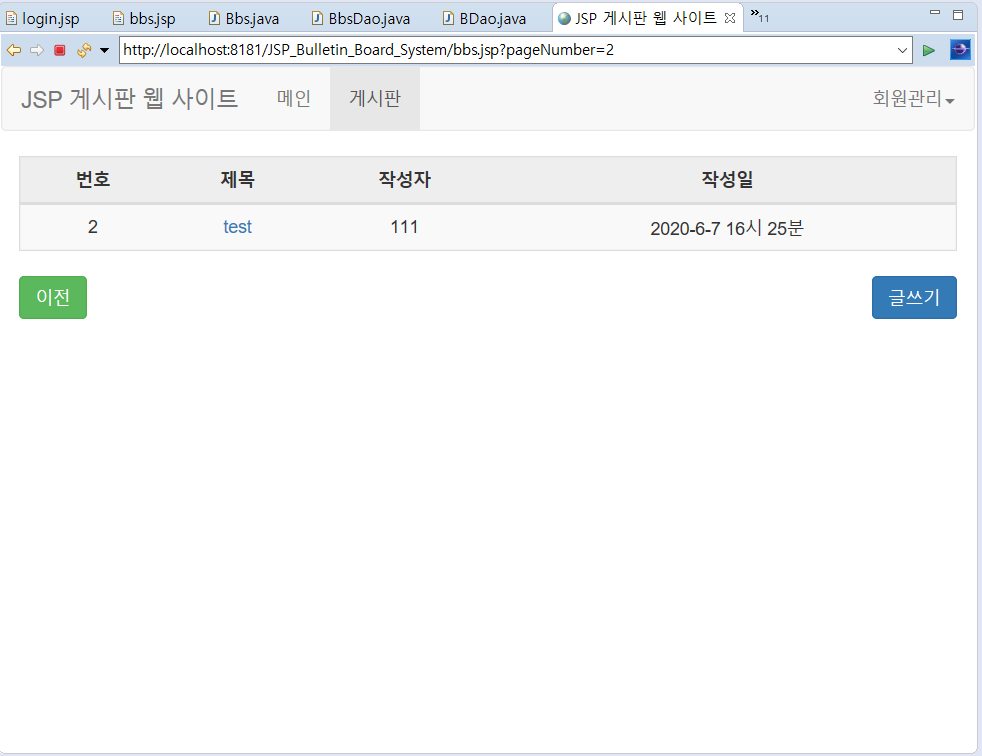 login.jsp bbs.jsp Bbs.java BbsDao.java BDao.java JSP 게시판 웹 사이트 »11
http://localhost:8181/JSP_Bulletin_Board_System/bbs.jsp?pageNumber=2
JSP 게시판 웹 사이트 메인 게시판 회원관리
번호 제목 작성자 작성일
2 test 111 2020-6-7 16시 25분
이전 글쓰기